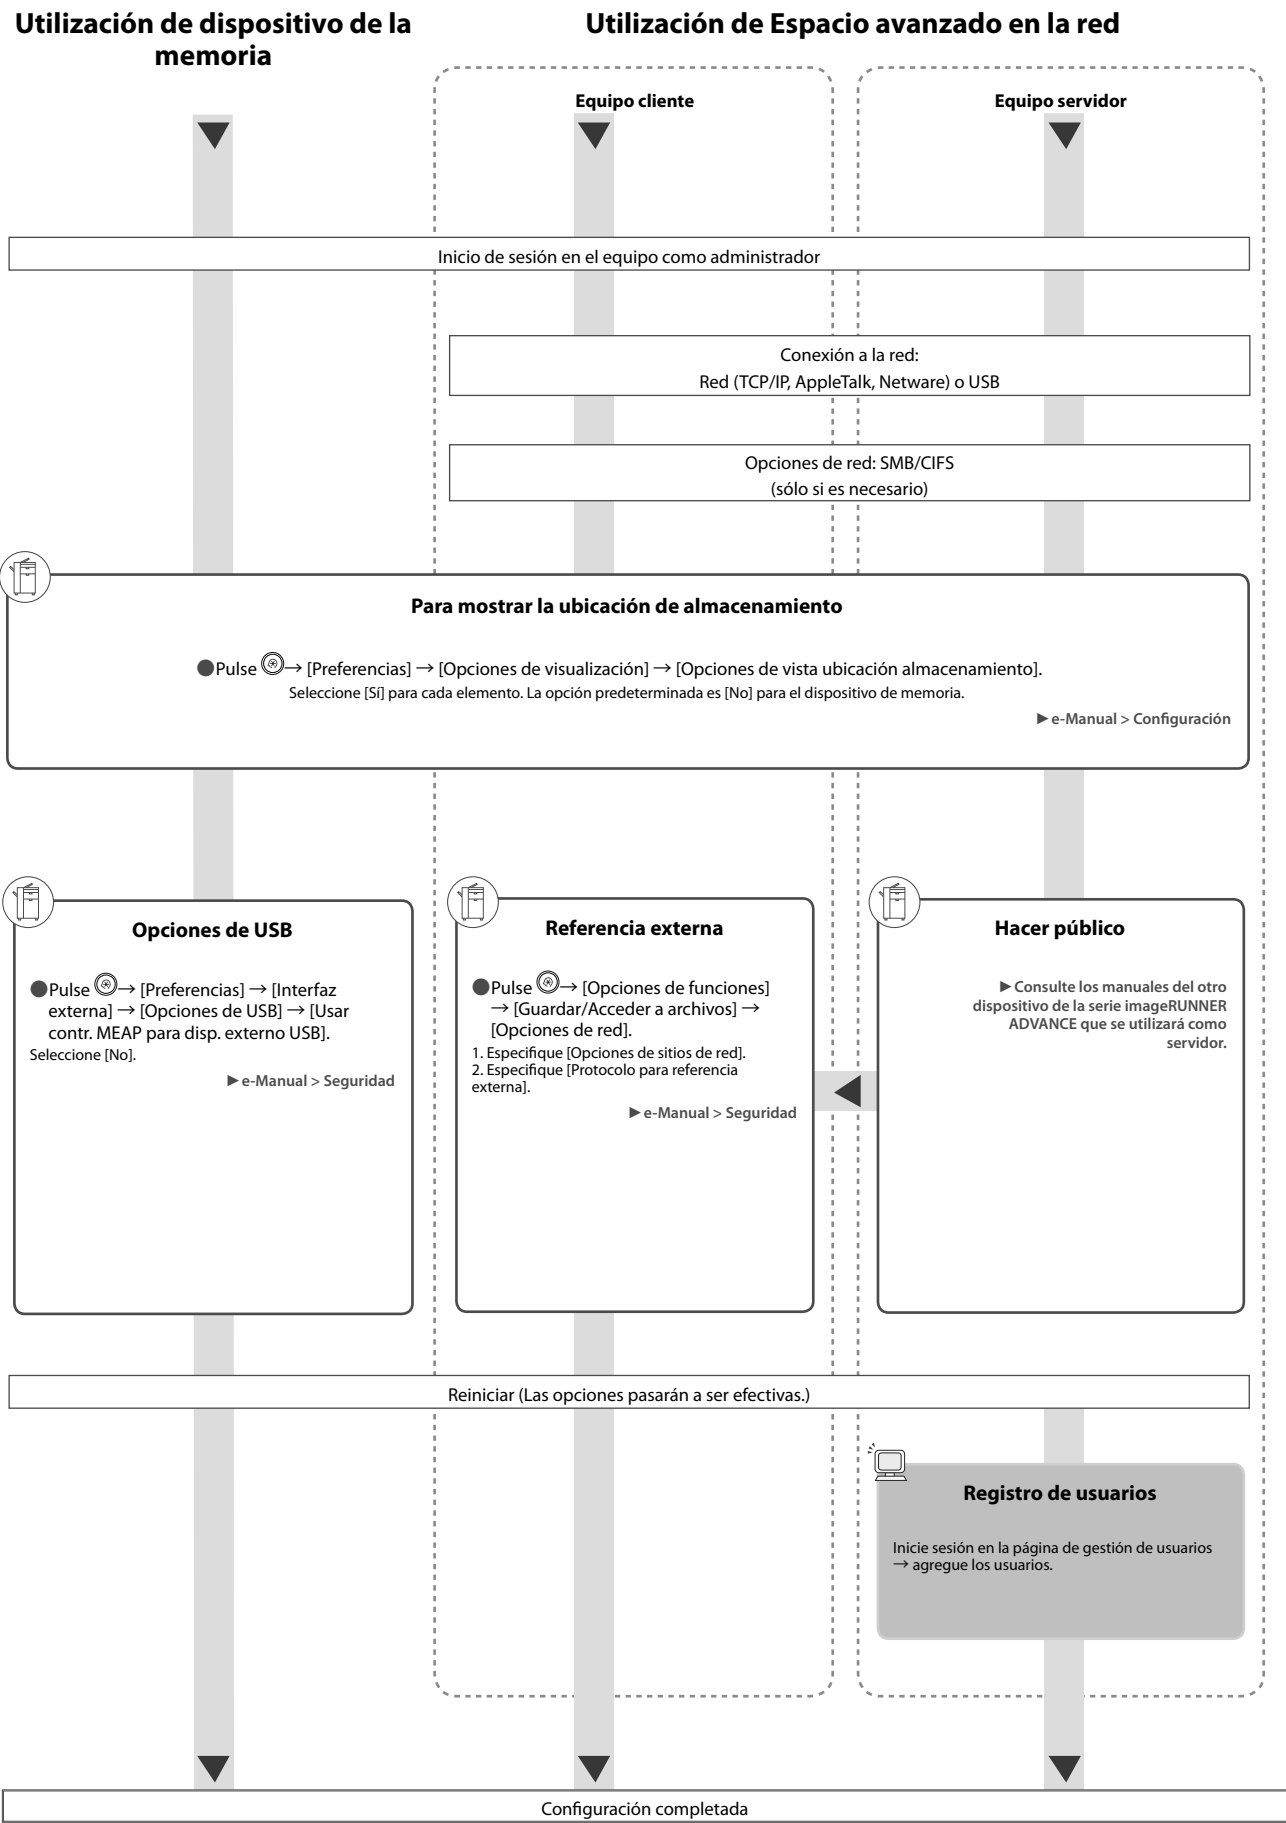 Utilización de dispositivo de la
memoria
Utilización de Espacio avanzado en la red
Equipo cliente
Equipo servidor
Inicio de sesión en el equipo como administrador
Conexión a la red:
Red (TCP/IP, AppleTalk, Netware) o USB
Opciones de red: SMB/CIFS
(sólo si es necesario)
Para mostrar la ubicación de almacenamiento
●Pulse → [Preferencias] → [Opciones de visualización] → [Opciones de vista ubicación almacenamiento].
Seleccione [Sí] para cada elemento. La opción predeterminada es [No] para el dispositivo de memoria.
►e-Manual > Configuración
Opciones de USB
●Pulse → [Preferencias] → [Interfaz
externa] → [Opciones de USB] → [Usar
contr. MEAP para disp. externo USB].
Seleccione [No].
►e-Manual > Seguridad
Referencia externa
●Pulse → [Opciones de funciones]
→ [Guardar/Acceder a archivos] →
[Opciones de red].
1. Especifique [Opciones de sitios de red].
2. Especifique [Protocolo para referencia
externa].
►e-Manual > Seguridad
Hacer público
►Consulte los manuales del otro
dispositivo de la serie imageRUNNER
ADVANCE que se utilizará como
servidor.
Reiniciar (Las opciones pasarán a ser efectivas.)
Registro de usuarios
Inicie sesión en la página de gestión de usuarios
→ agregue los usuarios.
Configuración completada